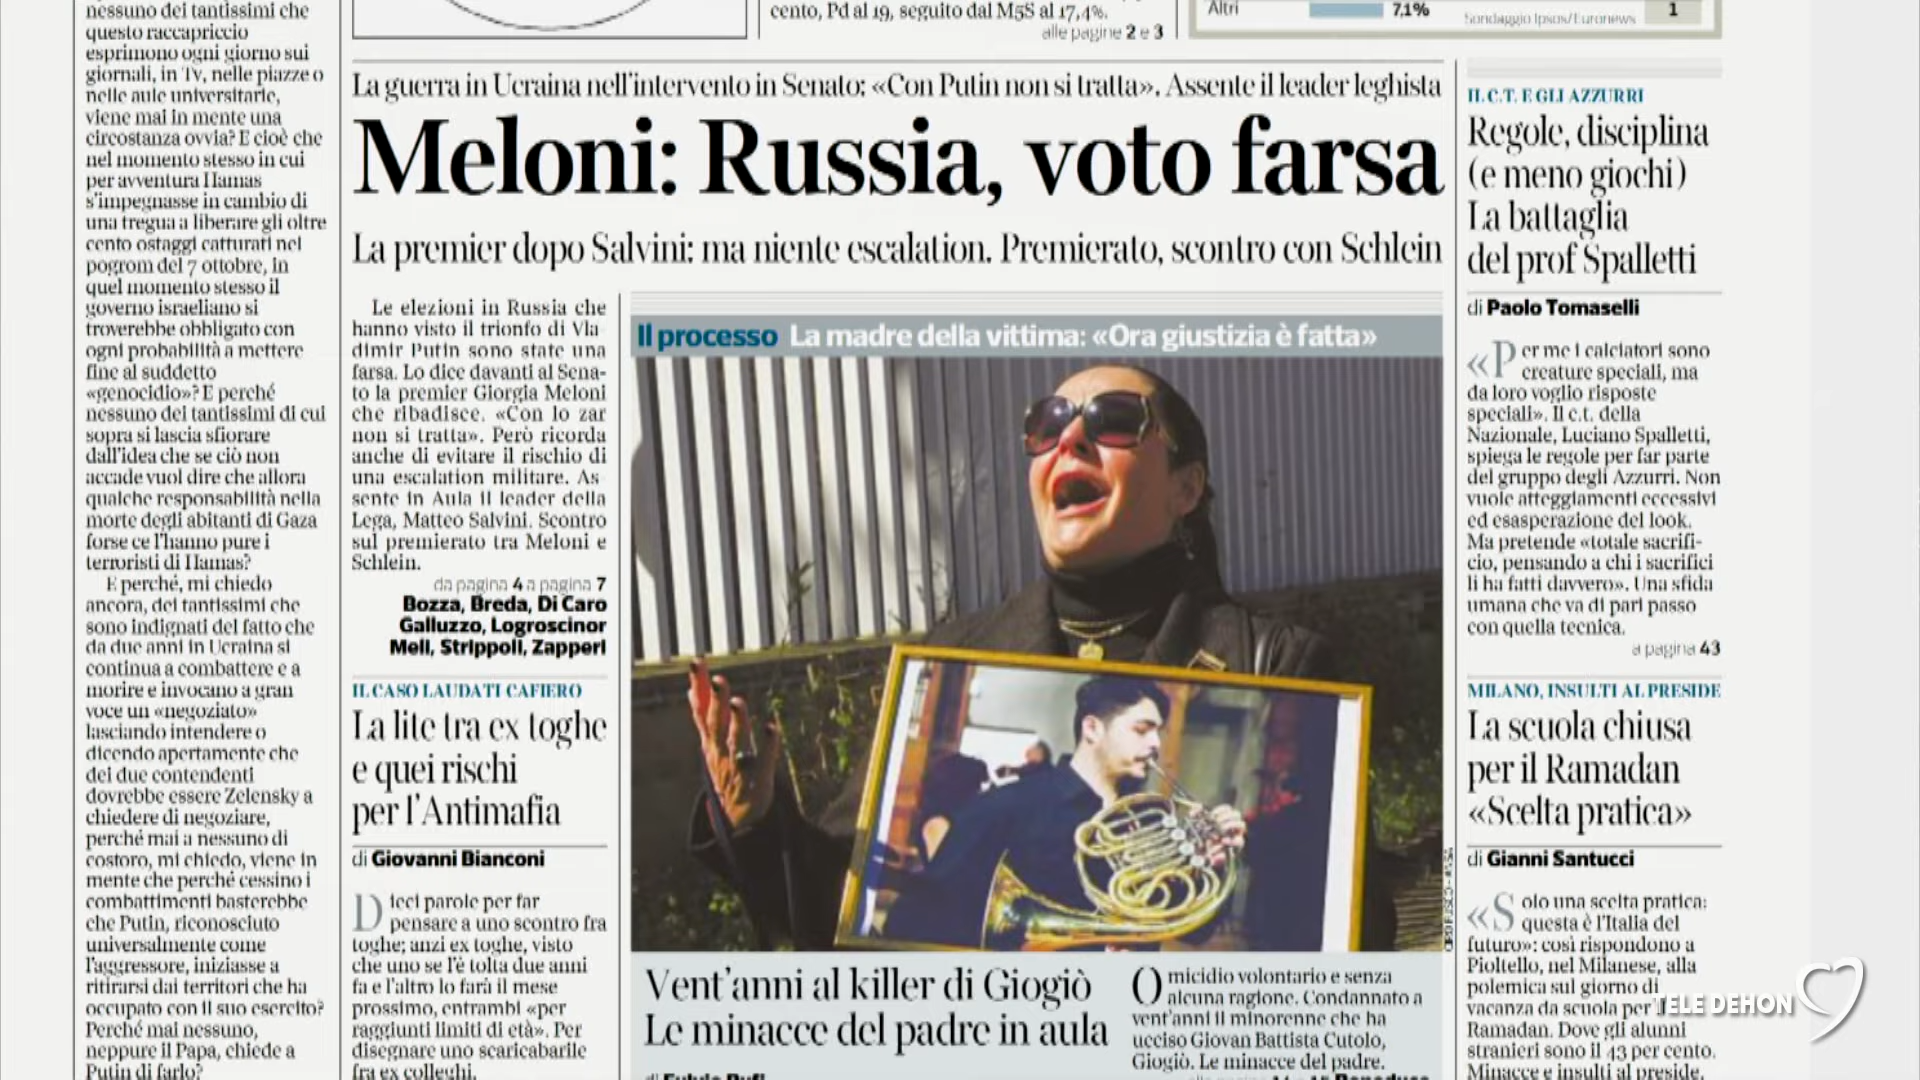 nessuno dei tantissimi che
questo raccapriccio
esprimono ogni giorno sui
giornali, in Tv, nelle piazze o
nelle aule universitarie,
viene mai in mente una
circostanza ovvia? E cioè che
nel momento stesso in cui
per avventura Hamas
s'impegnasse in cambio di
una tregua a liberare gli oltre
cento ostaggi catturati nel
pogrom del 7 ottobre, in
quel momento stesso il
governo israeliano si
troverebbe obbligato con
ogni probabilità a mettere
fine al suddetto
«genocidio»? E perché
nessuno dei tantissimi di cui
sopra si lascia sfiorare
dall'idea che se ciò non
accade vuol dire che allora
qualche responsabilità nella
morte degli abitanti di Gaza
forse ce l'hanno pure i
terroristi di Hamas?
E perché, mi chiedo
ancora, dei tantissimi che
sono indignati del fatto che
da due anni in Ucraina si
continua a combattere e a
morire e invocano a gran
voce un «negoziato»
lasciando intendere o
dicendo apertamente che
dei due contendenti
dovrebbe essere Zelensky a
chiedere di negoziare,
perché mai a nessuno di
costoro, mi chiedo, viene in
mente che perché cessino i
combattimenti basterebbe
che Putin, riconosciuto
universalmente come
l'aggressore, iniziasse a
ritirarsi dai territori che ha
occupato con il suo esercito?
Perché mai nessuno,
neppure il Papa, chiede a
Putin di farlo?
cento, Pd al 19, seguito dal M5S al 17,4%.
alle pagine 2 e 3
Altri 7,1% 1
Sondaggio Ipsos/Euronews
La guerra in Ucraina nell'intervento in Senato: «Con Putin non si tratta». Assente il leader leghista
Meloni: Russia, voto farsa
La premier dopo Salvini: ma niente escalation. Premierato, scontro con Schlein
Le elezioni in Russia che
hanno visto il trionfo di Vla-
dimir Putin sono state una
farsa. Lo dice davanti al Sena-
to la premier Giorgia Meloni
che ribadisce. «Con lo zar
non si tratta». Però ricorda
anche di evitare il rischio di
una escalation militare. As-
sente in Aula il leader della
Lega, Matteo Salvini. Scontro
sul premierato tra Meloni e
Schlein.
da pagina 4 a pagina 7
Bozza, Breda, Di Caro
Galluzzo, Logroscinor
Meli, Strippoli, Zapperi
IL CASO LAUDATI CAFIERO
La lite tra ex toghe
e quei rischi
per l'Antimafia
di Giovanni Bianconi
Dieci parole per far
pensare a uno scontro fra
toghe; anzi ex toghe, visto
che uno se l'è tolta due anni
fa e l'altro lo farà il mese
prossimo, entrambi «per
raggiunti limiti di età». Per
disegnare uno scaricabarile
fra ex colleghi.
Il processo La madre della vittima: «Ora giustizia è fatta»
CIRO FUSCO - ANSA
Vent'anni al killer di Giogiò
Le minacce del padre in aula
di Fulvio Bufi
Omicidio volontario e senza
alcuna ragione. Condannato a
vent'anni il minorenne che ha
ucciso Giovan Battista Cutolo,
Giogiò. Le minacce del padre.
IL C.T. E GLI AZZURRI
Regole, disciplina
(e meno giochi)
La battaglia
del prof Spalletti
di Paolo Tomaselli
«Per me i calciatori sono
creature speciali, ma
da loro voglio risposte
speciali». Il c.t. della
Nazionale, Luciano Spalletti,
spiega le regole per far parte
del gruppo degli Azzurri. Non
vuole atteggiamenti eccessivi
ed esasperazione del look.
Ma pretende «totale sacrifi-
cio, pensando a chi i sacrifici
li ha fatti davvero». Una sfida
umana che va di pari passo
con quella tecnica.
a pagina 43
MILANO, INSULTI AL PRESIDE
La scuola chiusa
per il Ramadan
«Scelta pratica»
di Gianni Santucci
«Solo una scelta pratica:
questa è l'Italia del
futuro»: così rispondono a
Pioltello, nel Milanese, alla
polemica sul giorno di
vacanza da scuola per il
Ramadan. Dove gli alunni
stranieri sono il 43 per cento.
Minacce e insulti al preside.
TELE DEHON